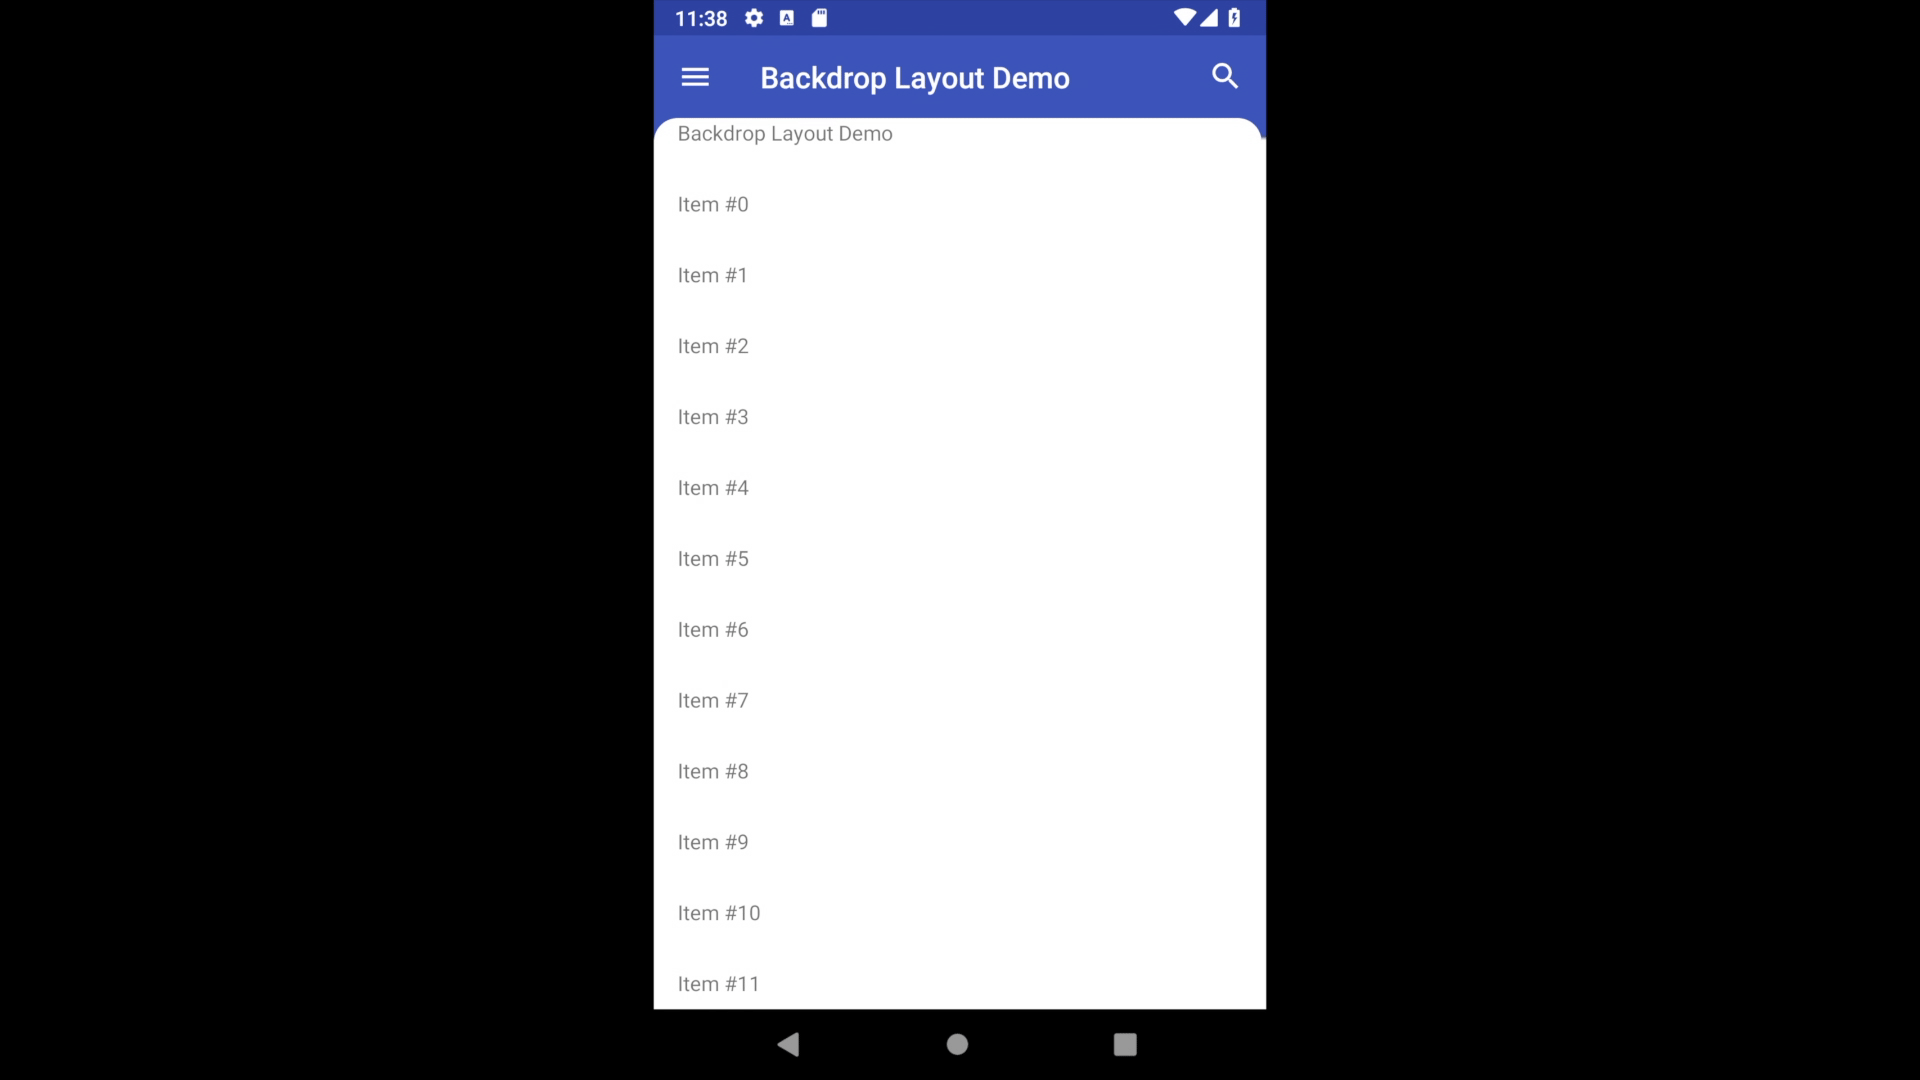 11:38
Backdrop Layout Demo
Backdrop Layout Demo
Item #0
Item #1
Item #2
Item #3
Item #4
Item #5
Item #6
Item #7
Item #8
Item #9
Item #10
Item #11